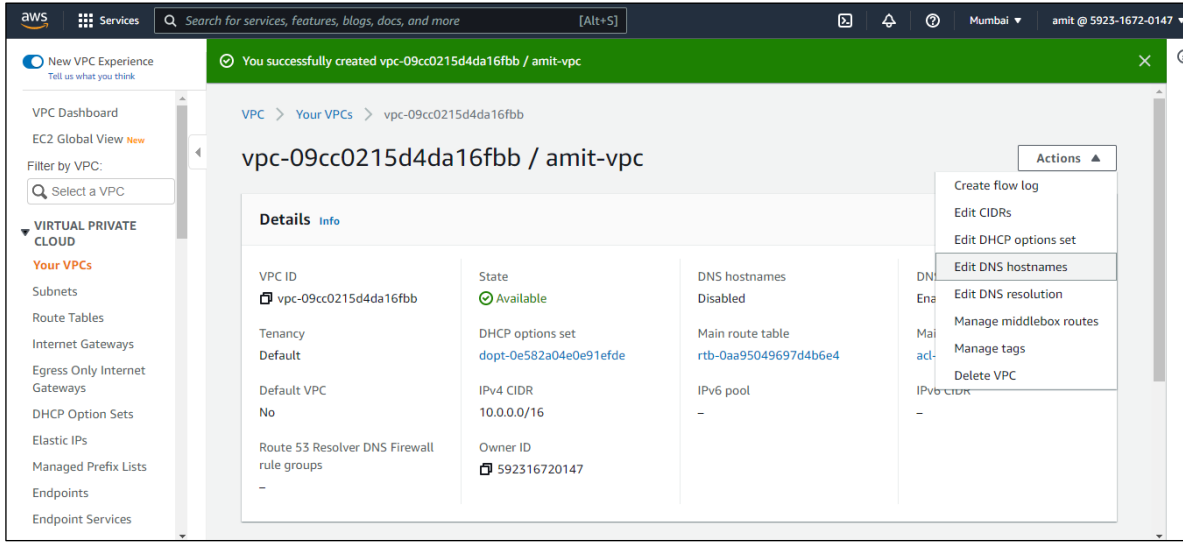 aws
Services
Search for services, features, blogs, docs, and more [Alt+S]
Mumbai ▼
amit @ 5923-1672-0147 ▼
New VPC Experience
Tell us what you think
VPC Dashboard
EC2 Global View New
Filter by VPC:
Select a VPC
VIRTUAL PRIVATE
CLOUD
Your VPCs
Subnets
Route Tables
Internet Gateways
Egress Only Internet
Gateways
DHCP Option Sets
Elastic IPs
Managed Prefix Lists
Endpoints
Endpoint Services
You successfully created vpc-09cc0215d4da16fbb / amit-vpc
VPC > Your VPCs > vpc-09cc0215d4da16fbb
vpc-09cc0215d4da16fbb / amit-vpc
Actions ▲
Create flow log
Edit CIDRs
Edit DHCP options set
Edit DNS hostnames
Edit DNS resolution
Manage middlebox routes
Manage tags
Delete VPC
Details Info
VPC ID
vpc-09cc0215d4da16fbb
State
Available
DNS hostnames
Disabled
DNS
Ena
Tenancy
Default
DHCP options set
dopt-0e582a04e0e91efde
Main route table
rtb-0aa95049697d4b6e4
Mai
acl-
Default VPC
No
IPv4 CIDR
10.0.0.0/16
IPv6 pool
–
IPv6 CIDR
–
Route 53 Resolver DNS Firewall
rule groups
–
Owner ID
592316720147